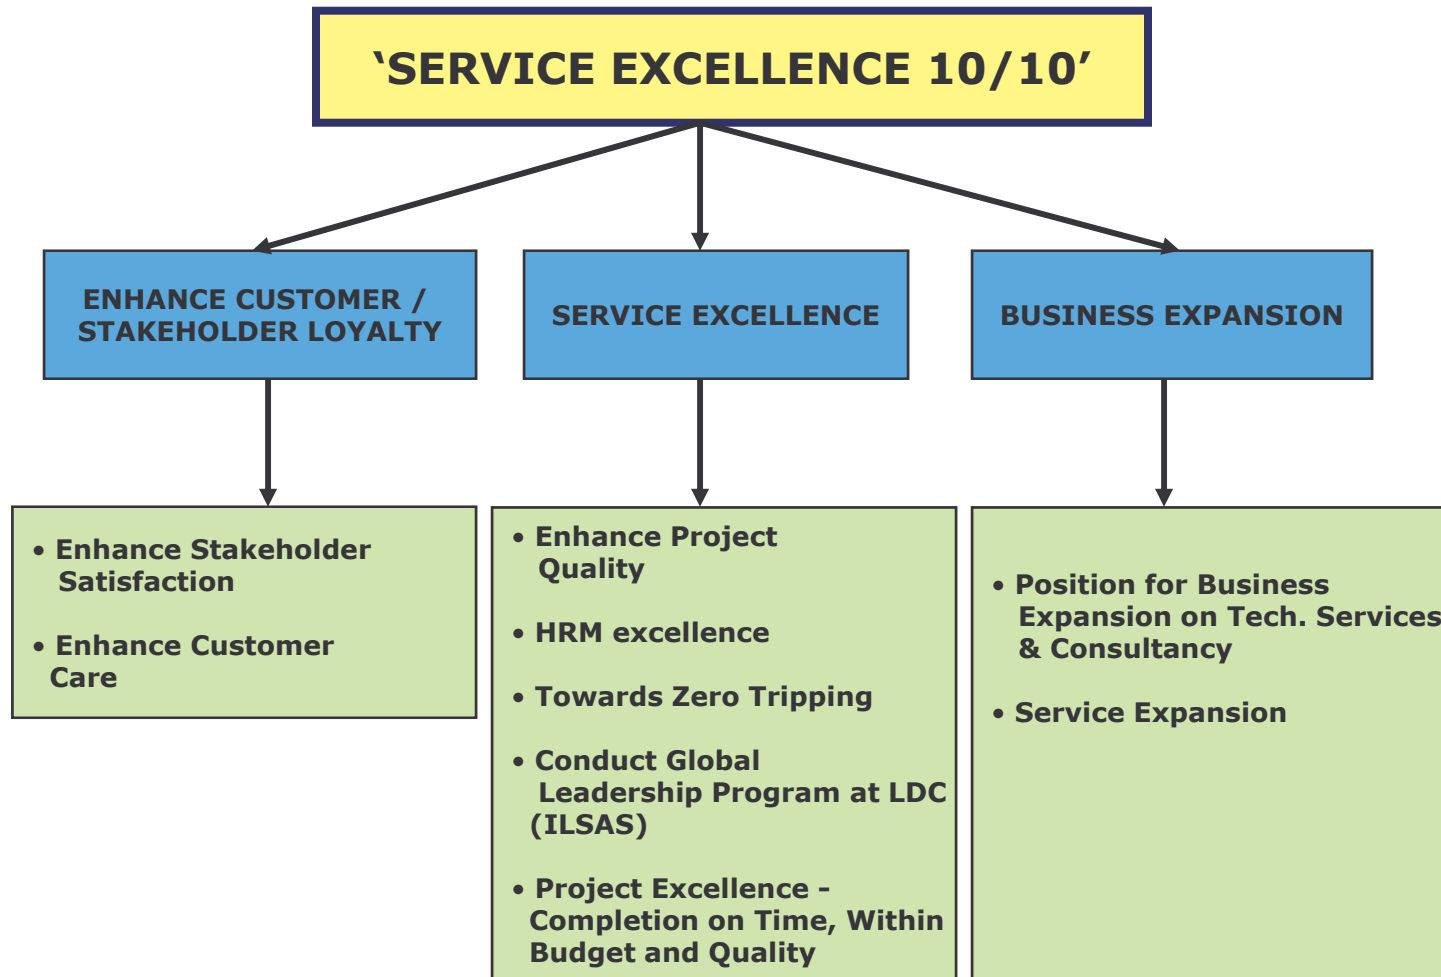 ‘SERVICE EXCELLENCE 10/10’
ENHANCE CUSTOMER /
STAKEHOLDER LOYALTY
SERVICE EXCELLENCE
BUSINESS EXPANSION
• Enhance Stakeholder
Satisfaction
• Enhance Customer
Care
• Enhance Project
Quality
• HRM excellence
• Towards Zero Tripping
• Conduct Global
Leadership Program at LDC
(ILSAS)
• Project Excellence -
Completion on Time, Within
Budget and Quality
• Position for Business
Expansion on Tech. Services
& Consultancy
• Service Expansion